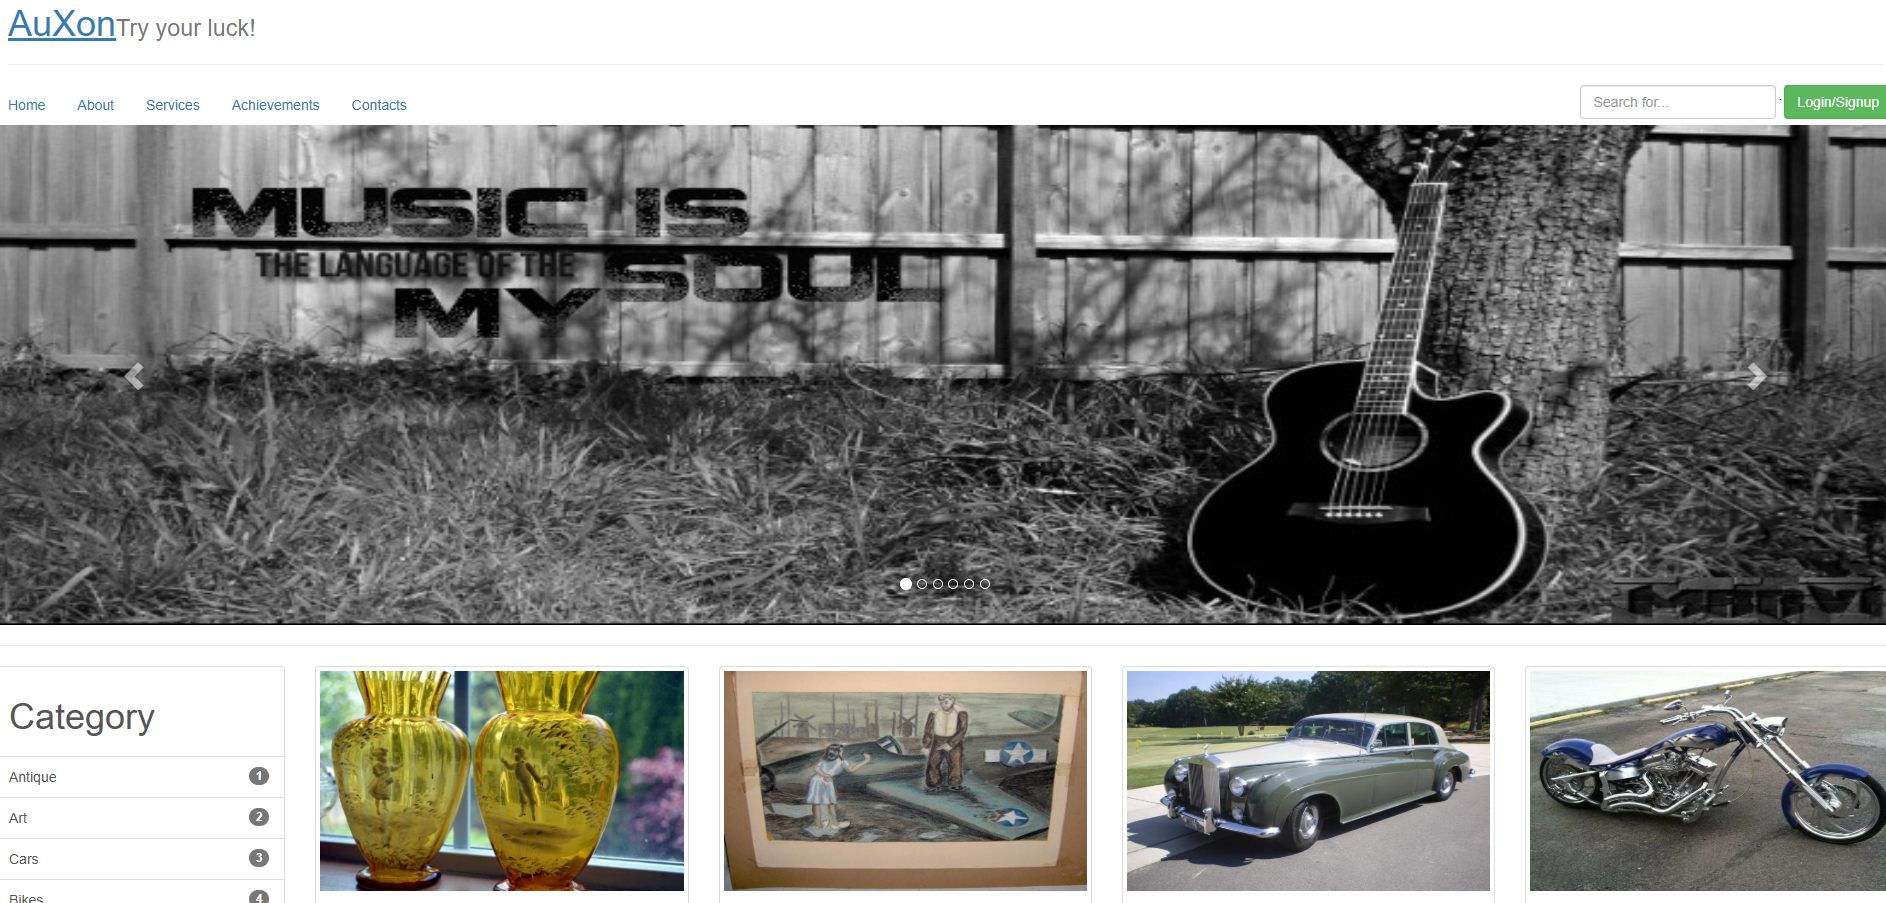 AuXon Try your luck!
Home About Services Achievements Contacts Search for... Login/Signup
MUSIC IS
THE LANGUAGE OF THE SOUL
MY
Category
Antique 1
Art 2
Cars 3
Bikes 4